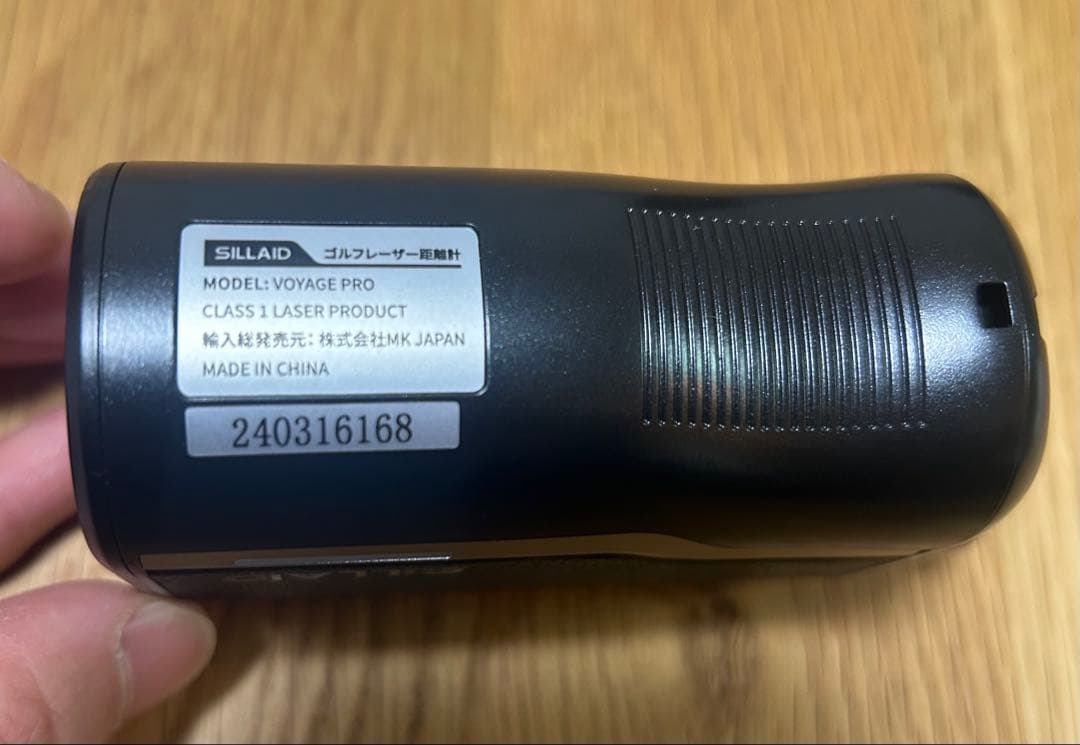 SILLAID ゴルフレーザー距離計
MODEL: VOYAGE PRO
CLASS 1 LASER PRODUCT
輸入総発売元：株式会社MK JAPAN
MADE IN CHINA
240316168